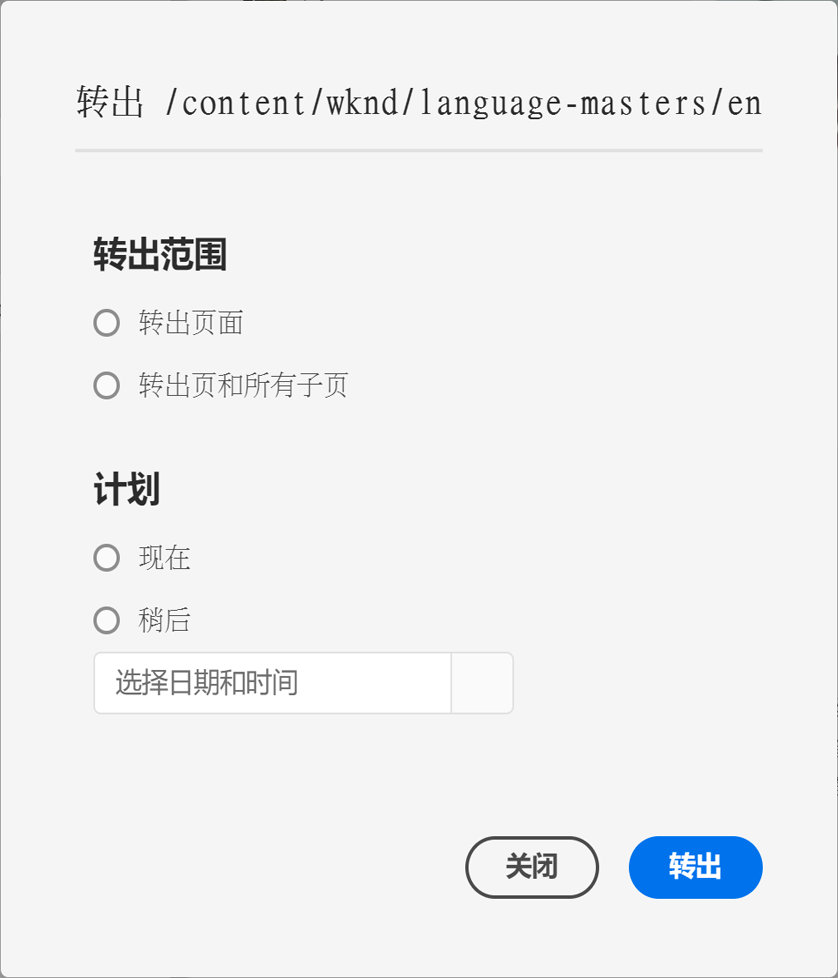 转出 /content/wknd/language-masters/en
转出范围
转出页面
转出页和所有子页
计划
现在
稍后
选择日期和时间
关闭 转出